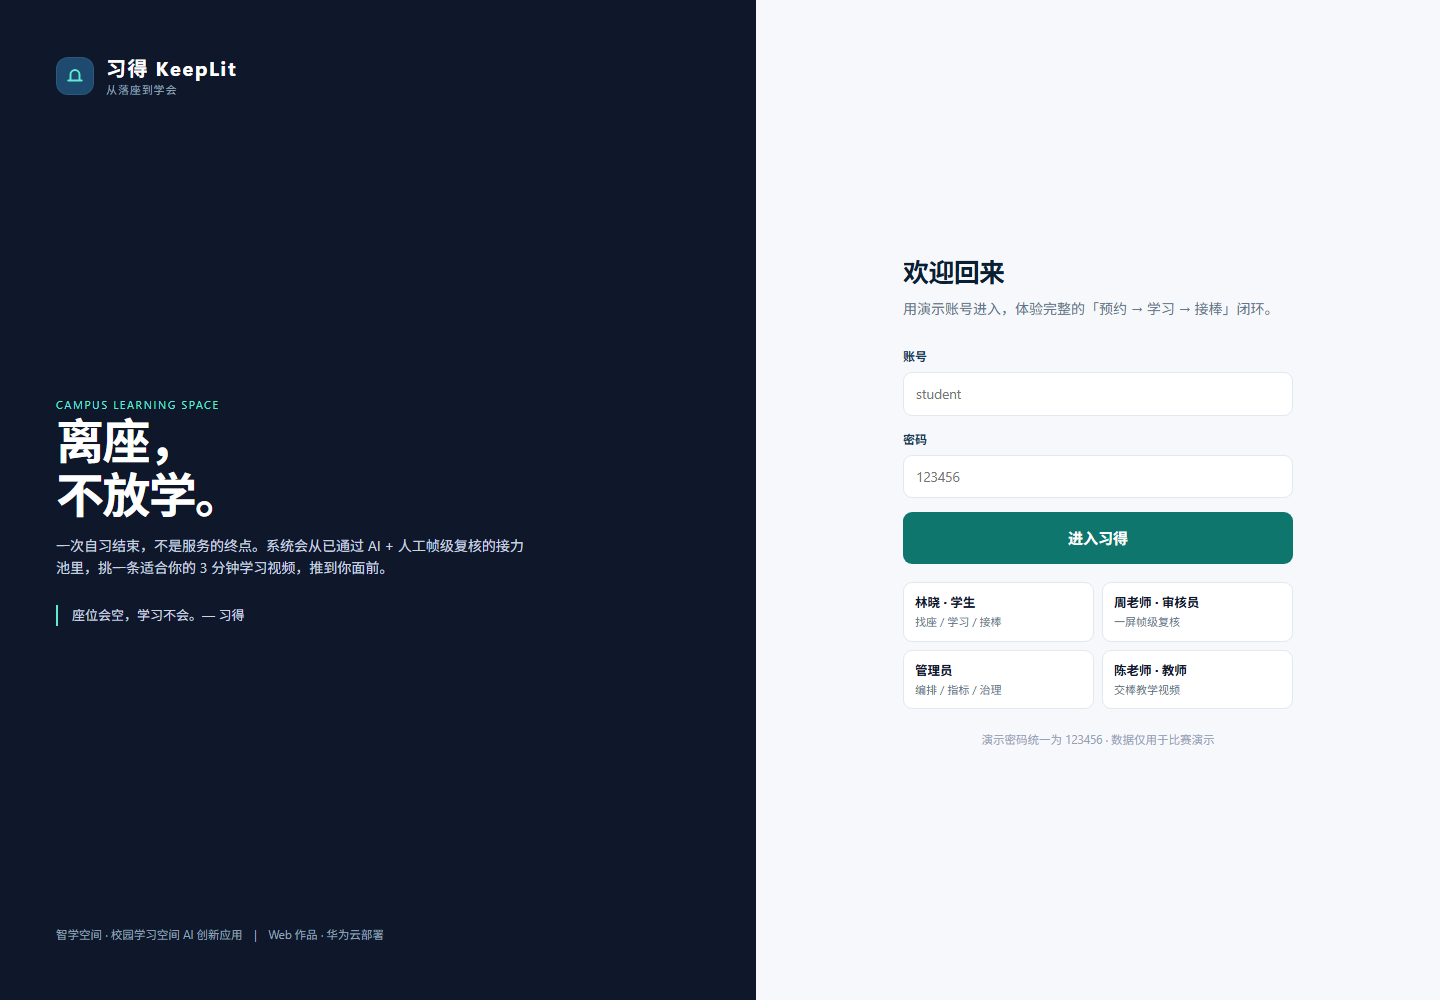 习得 KeepLit
从落座到学会
CAMPUS LEARNING SPACE
离座，
不放学。
一次自习结束，不是服务的终点。系统会从已通过 AI + 人工帧级复核的接力
池里，挑一条适合你的 3 分钟学习视频，推到你面前。
座位会空，学习不会。— 习得
智学空间 · 校园学习空间 AI 创新应用 | Web 作品 · 华为云部署
欢迎回来
用演示账号进入，体验完整的「预约 → 学习 → 接棒」闭环。
账号
student
密码
123456
进入习得
林晓 · 学生
找座 / 学习 / 接棒
周老师 · 审核员
一屏帧级复核
管理员
编排 / 指标 / 治理
陈老师 · 教师
交棒教学视频
演示密码统一为 123456 · 数据仅用于比赛演示